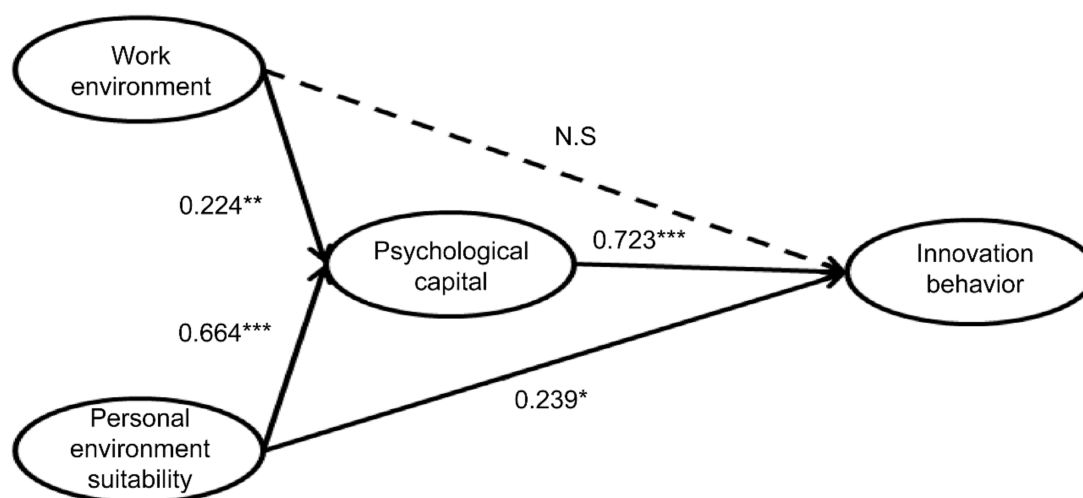 Work
environment
N.S
0.224**
Psychological
capital
0.723***
Innovation
behavior
0.664***
0.239*
Personal
environment
suitability